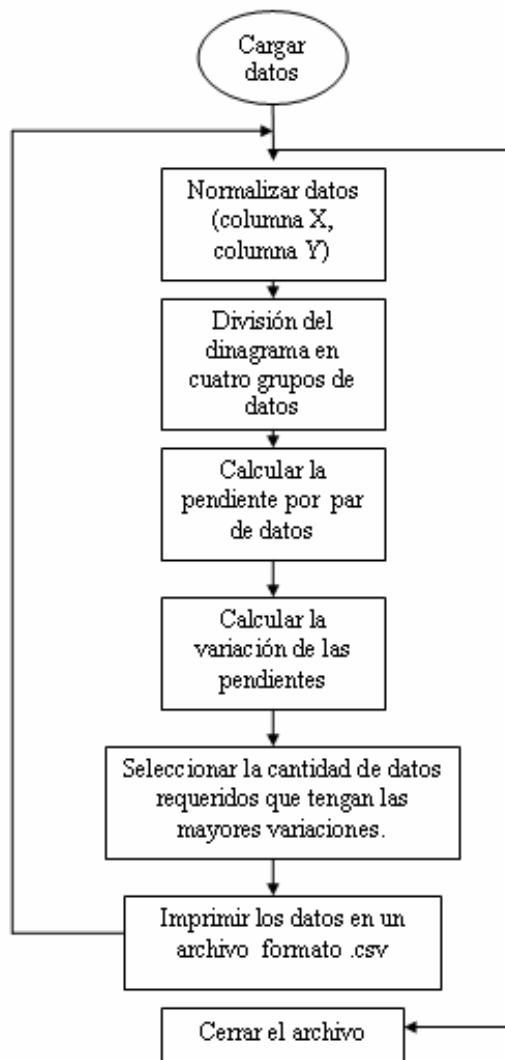 Cargar
datos
Normalizar datos
(columna X,
columna Y)
División del
dinagrama en
cuatro grupos de
datos
Calcular la
pendiente por par
de datos
Calcular la
variación de las
pendientes
Seleccionar la cantidad de datos
requeridos que tengan las
mayores variaciones.
Imprimir los datos en un
archivo formato .csv
Cerrar el archivo